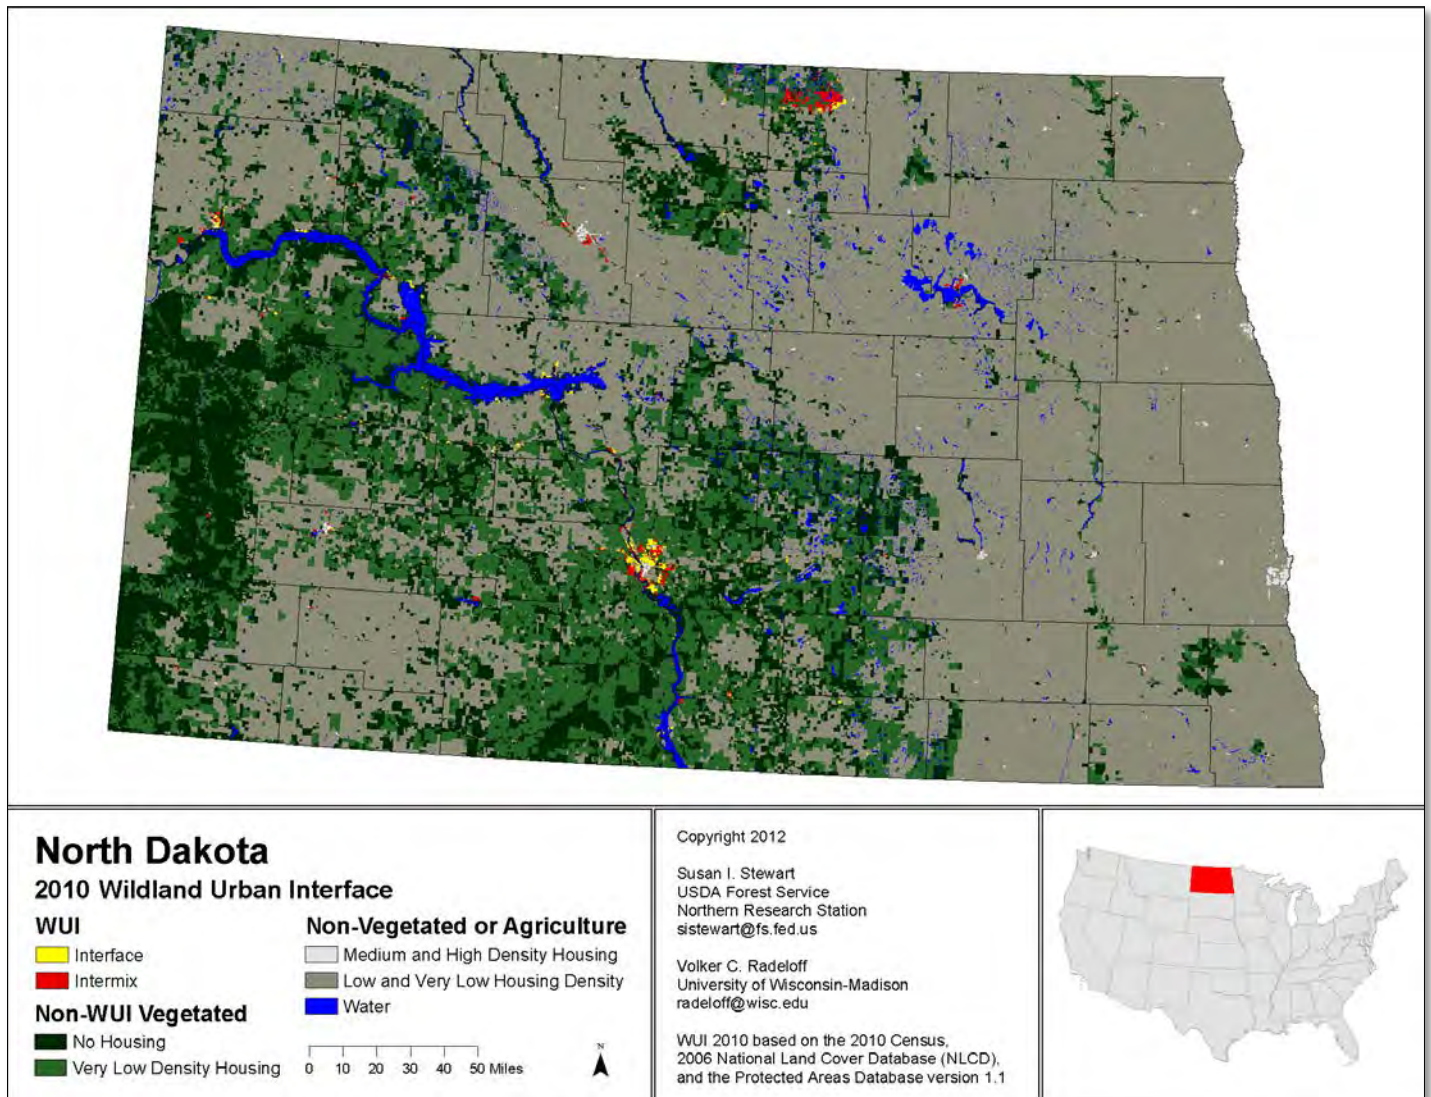 North Dakota
2010 Wildland Urban Interface
WUI
Interface
Intermix
Non-WUI Vegetated
No Housing
Very Low Density Housing
Non-Vegetated or Agriculture
Medium and High Density Housing
Low and Very Low Housing Density
Water
0 10 20 30 40 50 Miles
N
Copyright 2012
Susan I. Stewart
USDA Forest Service
Northern Research Station
sistewart@fs.fed.us
Volker C. Radeloff
University of Wisconsin-Madison
radeloff@wisc.edu
WUI 2010 based on the 2010 Census,
2006 National Land Cover Database (NLCD),
and the Protected Areas Database version 1.1